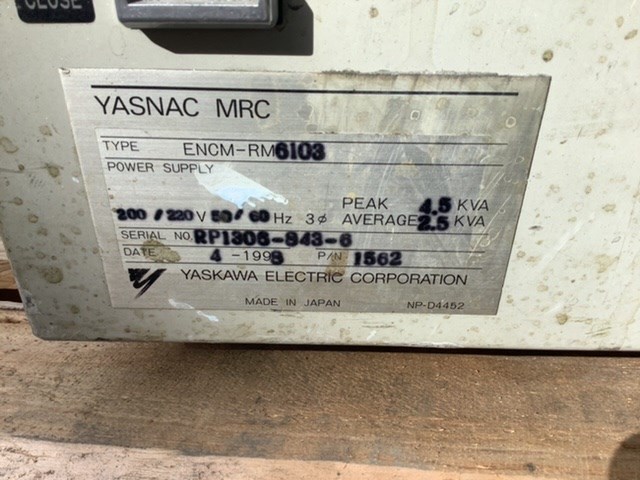 CLOSE
YASNAC MRC
TYPE ENCM-RM6103
POWER SUPPLY
PEAK 4.5 KVA
200 / 220 V 50 / 60 Hz 3ø AVERAGE 2.5 KVA
SERIAL NO. RP1306-843-6
DATE 4 -1998 P/N 1562
YASKAWA ELECTRIC CORPORATION
MADE IN JAPAN NP-D4452